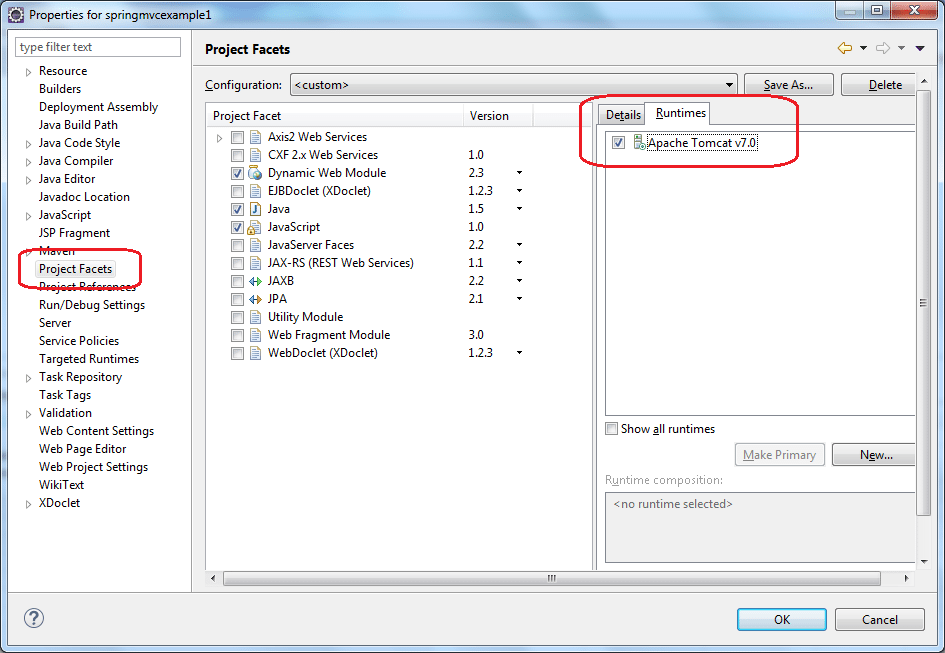 Properties for springmvcexample1
type filter text
Resource
Builders
Deployment Assembly
Java Build Path
Java Code Style
Java Compiler
Java Editor
Javadoc Location
JavaScript
JSP Fragment
Maven
Project Facets
Project References
Run/Debug Settings
Server
Service Policies
Targeted Runtimes
Task Repository
Task Tags
Validation
Web Content Settings
Web Page Editor
Web Project Settings
WikiText
XDoclet
Project Facets
Configuration: <custom> Save As... Delete
Project Facet Version
Axis2 Web Services
CXF 2.x Web Services 1.0
Dynamic Web Module 2.3
EJBDoclet (XDoclet) 1.2.3
Java 1.5
JavaScript 1.0
JavaServer Faces 2.2
JAX-RS (REST Web Services) 1.1
JAXB 2.2
JPA 2.1
Utility Module
Web Fragment Module 3.0
WebDoclet (XDoclet) 1.2.3
Details Runtimes
Apache Tomcat v7.0
Show all runtimes
Make Primary New...
Runtime composition:
<no runtime selected>
OK Cancel